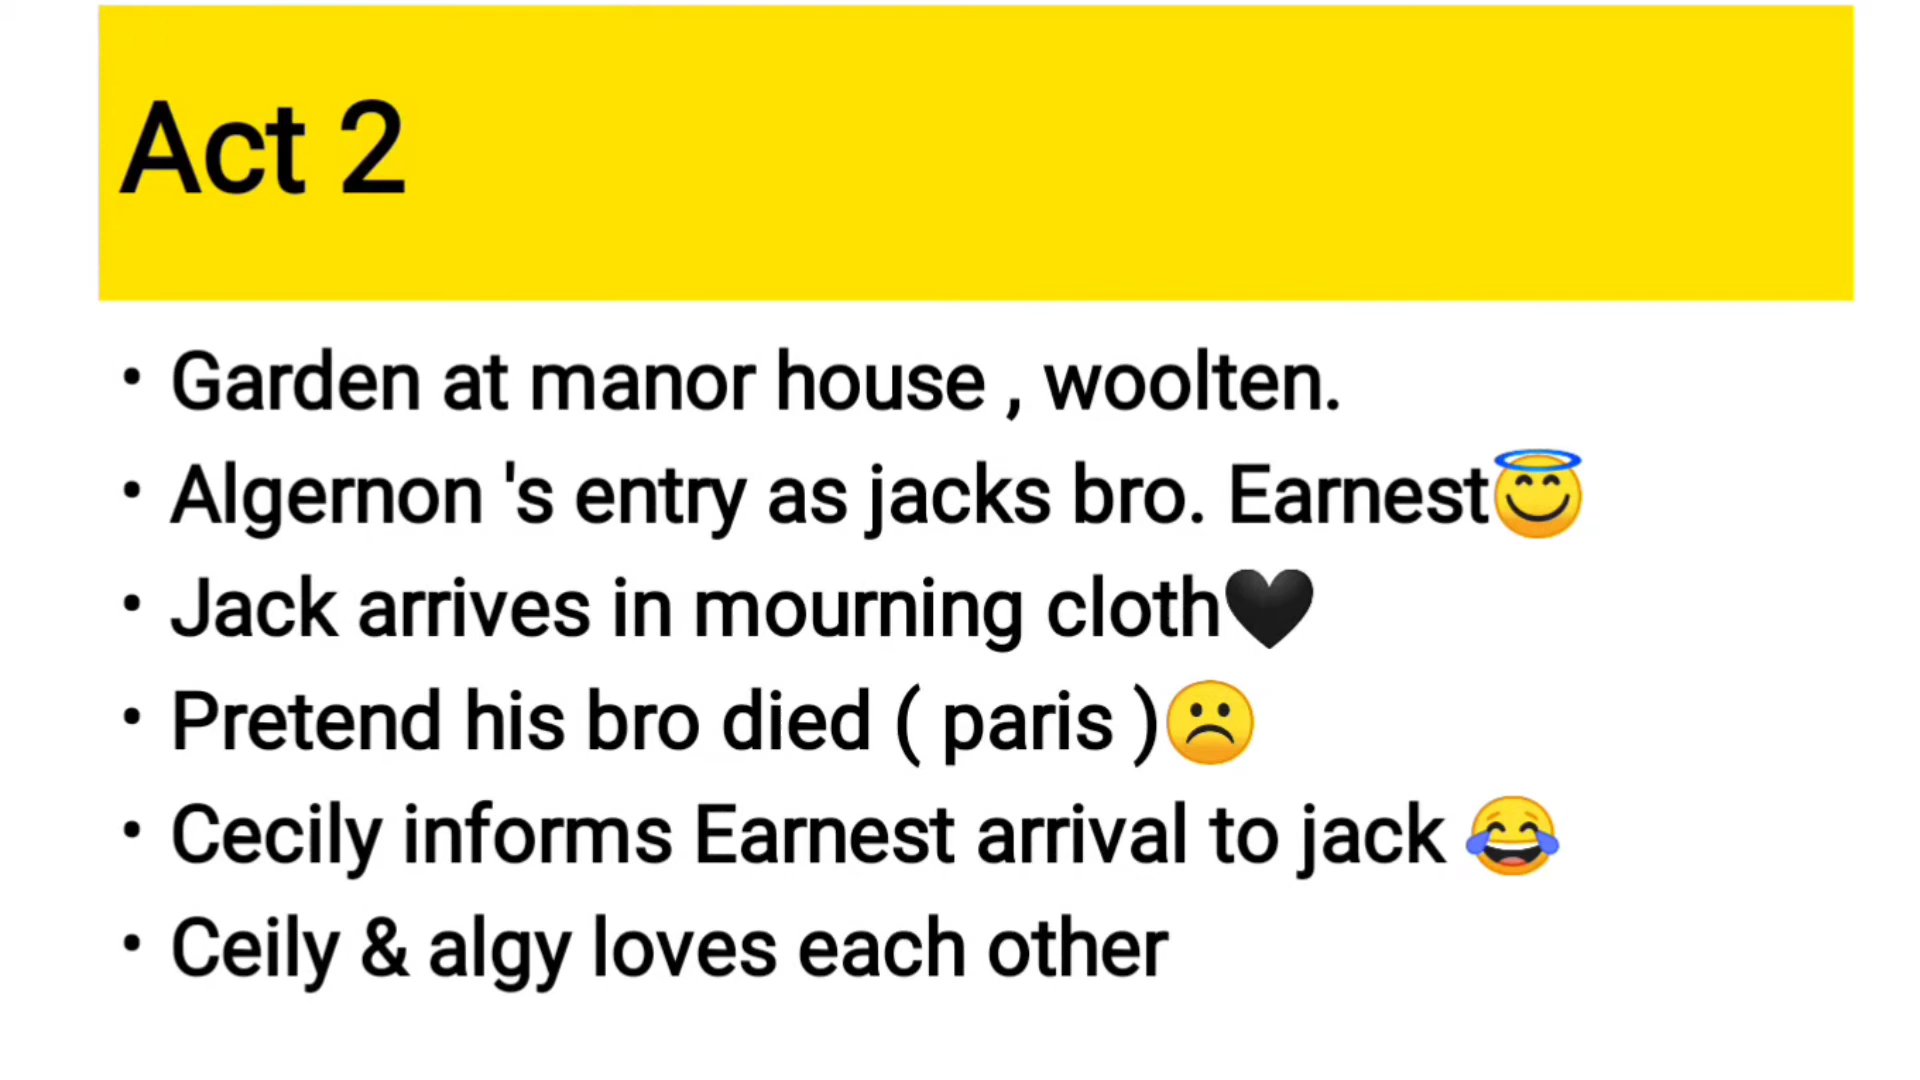 Act 2
• Garden at manor house , woolten.
• Algernon 's entry as jacks bro. Earnest😇
• Jack arrives in mourning cloth🖤
• Pretend his bro died ( paris )☹️
• Cecily informs Earnest arrival to jack 😂
• Ceily & algy loves each other